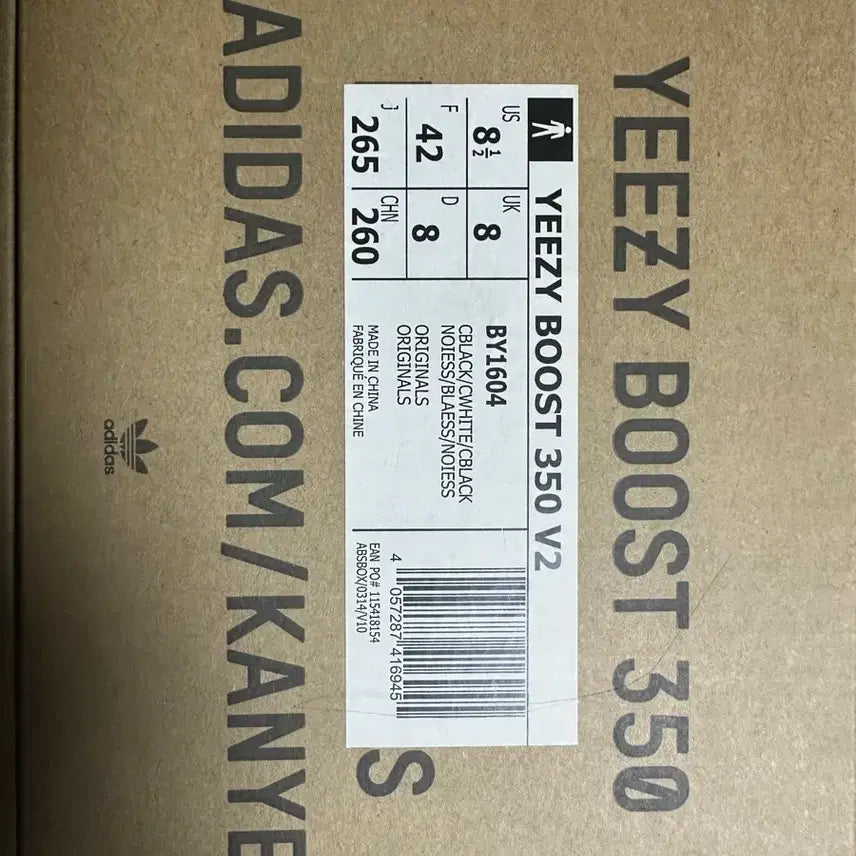 YEEZY BOOST 350
YEEZY BOOST 350 V2
US
8½
UK
8
F
42
D
8
J
265
CHN
260
BY1604
CBLACK/CWHITE/CBLACK
NOIESS/BLAESS/NOIESS
ORIGINALS
ORIGINALS
MADE IN CHINA
FABRIQUE EN CHINE
4 057287 416945
EAN PO# 115418154
ABSBOX/0314/V10
S
ADIDAS.COM/KANYE
adidas